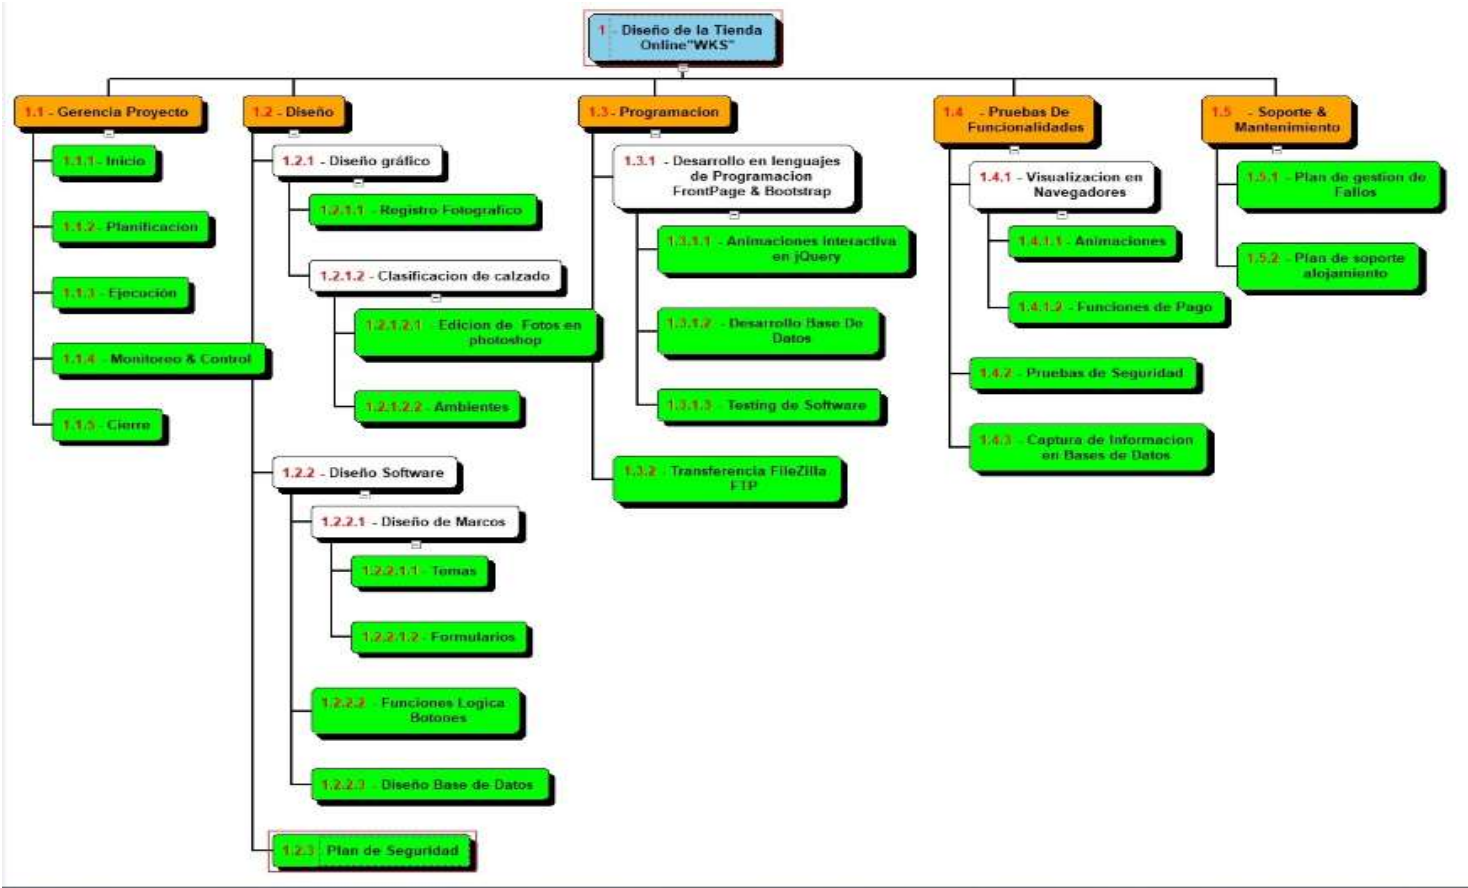 1 - Diseño de la Tienda
Online"WKS"
1.1 - Gerencia Proyecto
1.1.1 - Inicio
1.1.2 - Planificacion
1.1.3 - Ejecución
1.1.4 - Monitoreo & Control
1.1.5 - Cierre
1.2 - Diseño
1.2.1 - Diseño gráfico
1.2.1.1 - Registro Fotografico
1.2.1.2 - Clasificacion de calzado
1.2.1.2.1 - Edicion de Fotos en
photoshop
1.2.1.2.2 - Ambientes
1.2.2 - Diseño Software
1.2.2.1 - Diseño de Marcos
1.2.2.1.1 - Temas
1.2.2.1.2 - Formularios
1.2.2.2 - Funciones Logica
Botones
1.2.2.3 - Diseño Base de Datos
1.2.3 - Plan de Seguridad
1.3 - Programacion
1.3.1 - Desarrollo en lenguajes
de Programacion
FrontPage & Bootstrap
1.3.1.1 - Animaciones interactiva
en jQuery
1.3.1.2 - Desarrollo Base De
Datos
1.3.1.3 - Testing de Software
1.3.2 - Transferencia FileZilla
FTP
1.4 - Pruebas De
Funcionalidades
1.4.1 - Visualizacion en
Navegadores
1.4.1.1 - Animaciones
1.4.1.2 - Funciones de Pago
1.4.2 - Pruebas de Seguridad
1.4.3 - Captura de Informacion
en Bases de Datos
1.5 - Soporte &
Mantenimiento
1.5.1 - Plan de gestion de
Fallos
1.5.2 - Plan de soporte
alojamiento